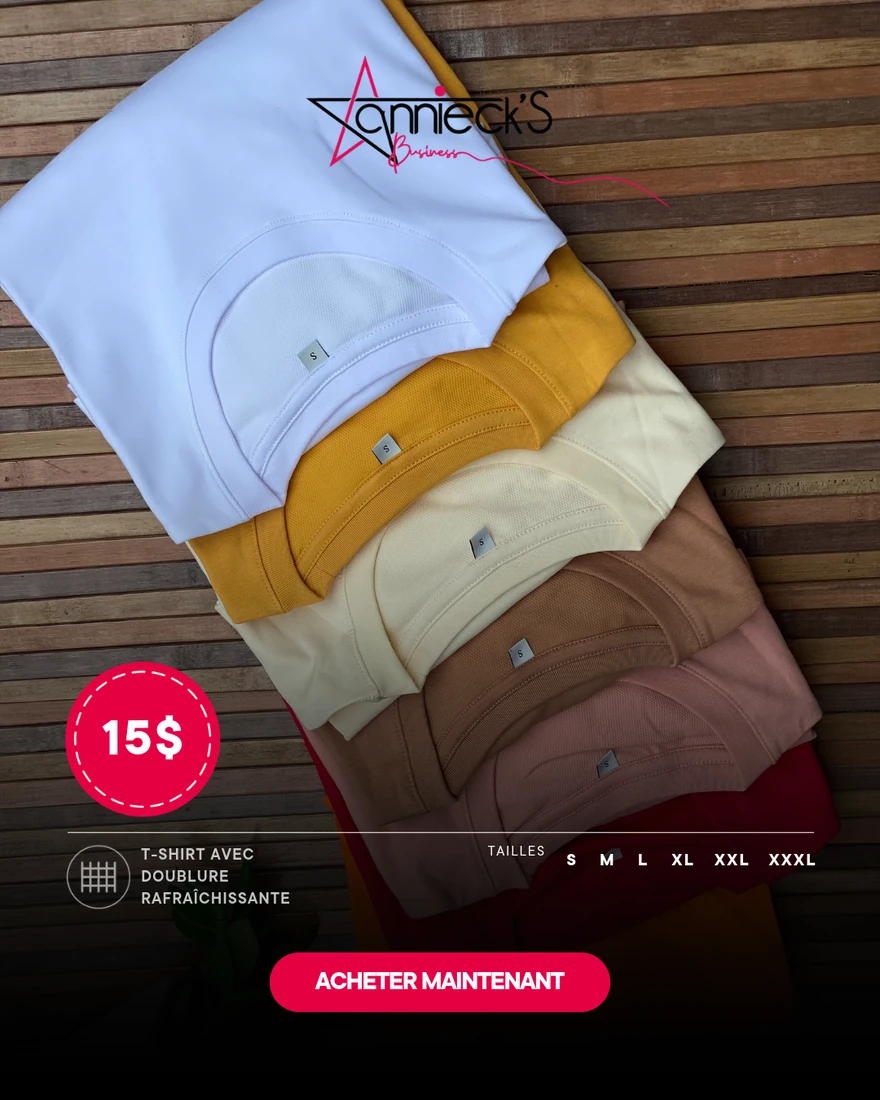 annieck'S
Business
S
S
S
S
S
15$
T-SHIRT AVEC
DOUBLURE
RAFRAÎCHISSANTE
TAILLES S M L XL XXL XXXL
ACHETER MAINTENANT